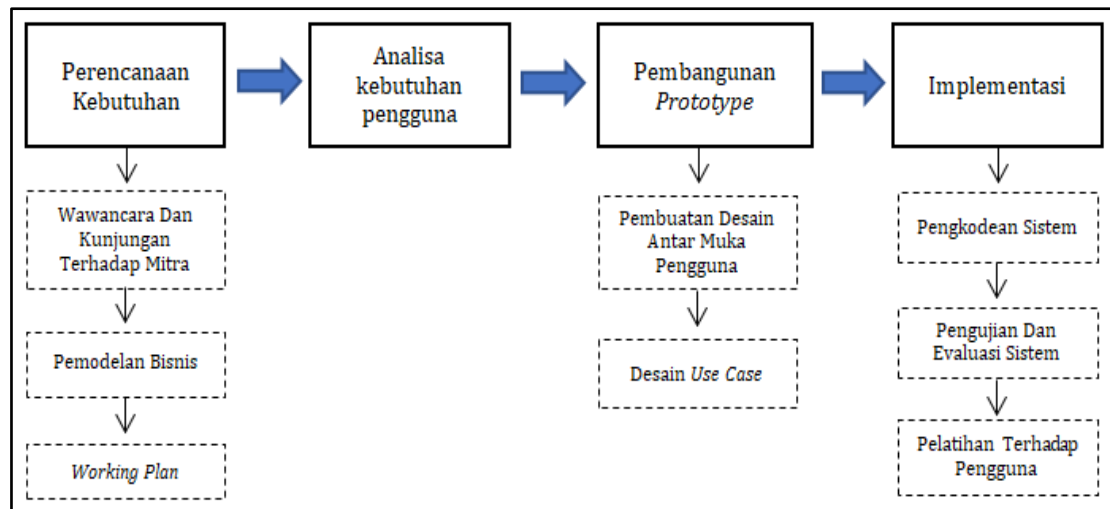 Perencanaan
Kebutuhan
Analisa
kebutuhan
pengguna
Pembangunan
Prototype
Implementasi
Wawancara Dan
Kunjungan
Terhadap Mitra
Pemodelan Bisnis
Working Plan
Pembuatan Desain
Antar Muka
Pengguna
Desain Use Case
Pengkodean Sistem
Pengujian Dan
Evaluasi Sistem
Pelatihan Terhadap
Pengguna